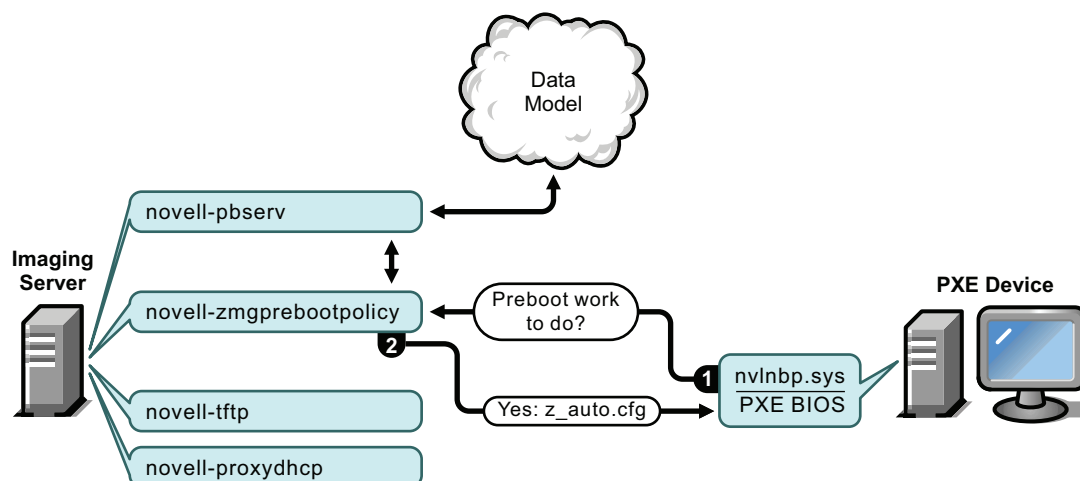 Data
Model
novell-pbserv
Imaging
Server
PXE Device
novell-zmgprebootpolicy
Preboot work
to do?
2
1
nvlnbp.sys
PXE BIOS
novell-tftp
Yes: z_auto.cfg
novell-proxydhcp